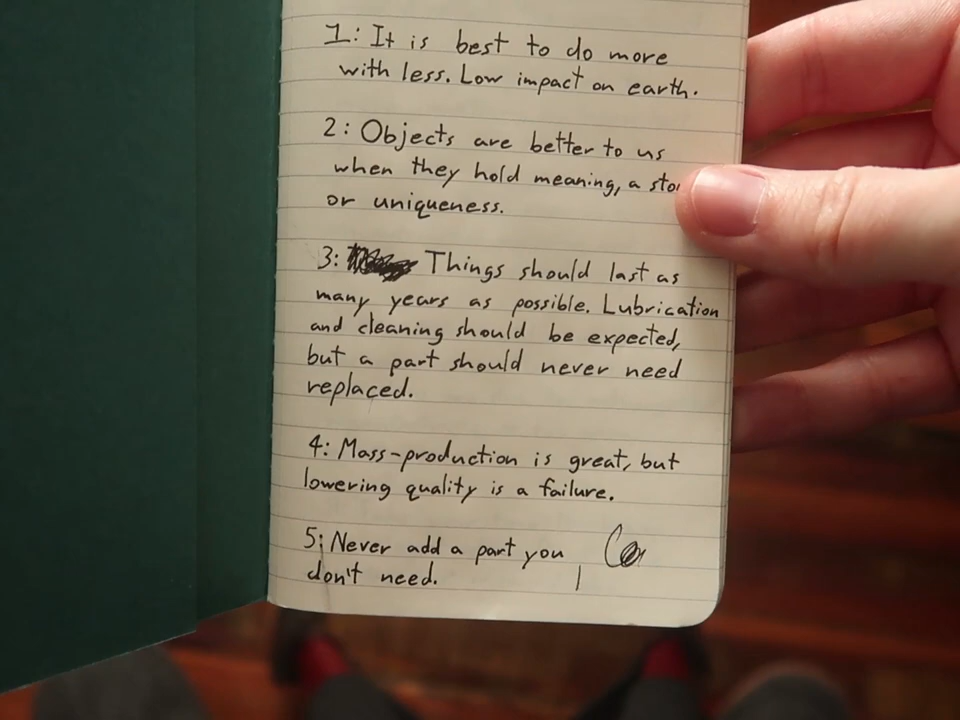 1: It is best to do more
with less. Low impact on earth.
2: Objects are better to us
when they hold meaning, a
or uniqueness.
3: Things should last as
many years as possible. Lubrication
and cleaning should be expected,
but a part should never need
replaced.
4: Mass-production is great, but
lowering quality is a failure.
5: Never add a part you
don't need.